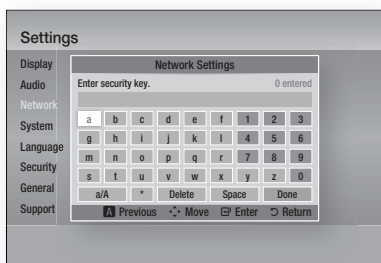 Settings
Display
Audio
Network
System
Language
Security
General
Support
Network Settings
Enter security key. 0 entered
a b c d e f 1 2 3
g h i j k l 4 5 6
m n o p q r 7 8 9
s t u v w x y z 0
a/A * Delete Space Done
A Previous Move Enter Return